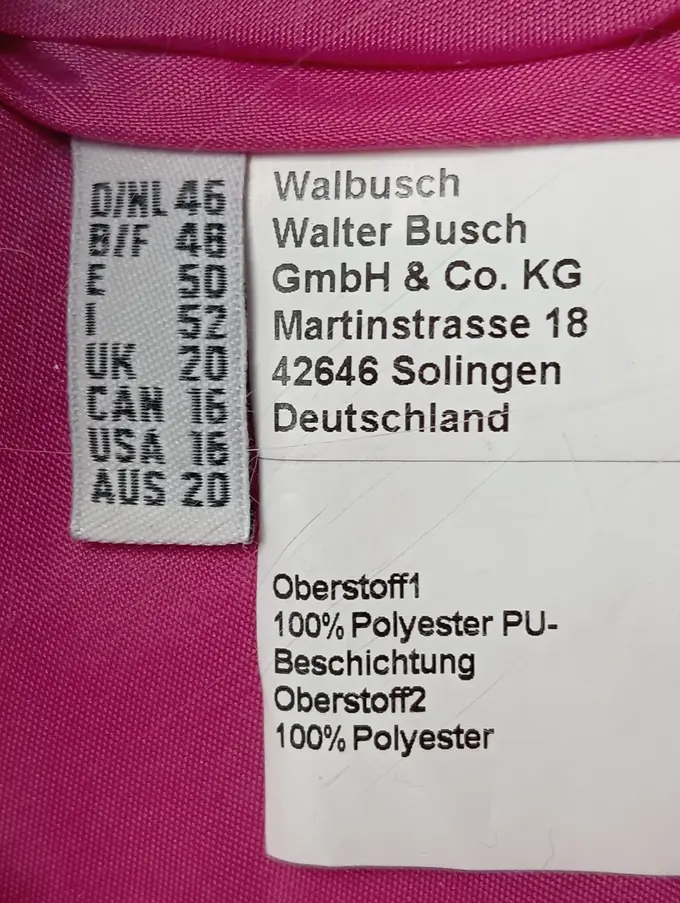 D/NL 46
B/F 48
E 50
I 52
UK 20
CAN 16
USA 16
AUS 20
Walbusch
Walter Busch
GmbH & Co. KG
Martinstrasse 18
42646 Solingen
Deutschland
Oberstoff1
100% Polyester PU-
Beschichtung
Oberstoff2
100% Polyester